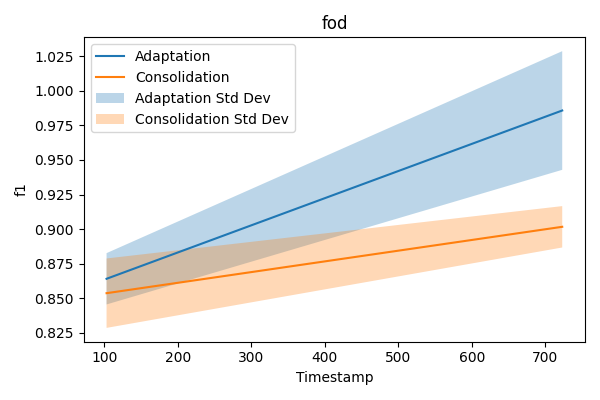 fod
Adaptation
Consolidation
Adaptation Std Dev
Consolidation Std Dev
1.025
1.000
0.975
0.950
0.925
0.900
0.875
0.850
0.825
f1
100 200 300 400 500 600 700
Timestamp